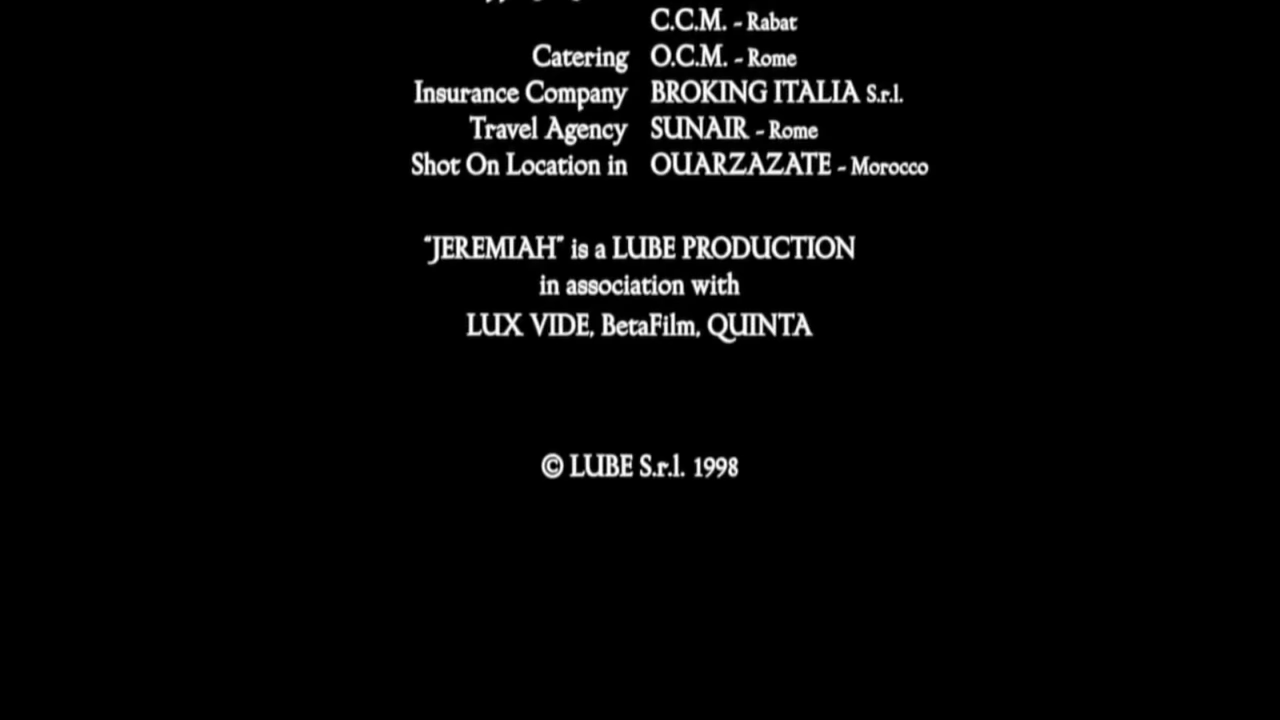 C.C.M. - Rabat
Catering O.C.M. - Rome
Insurance Company BROKING ITALIA S.r.l.
Travel Agency SUNAIR - Rome
Shot On Location in OUARZAZATE - Morocco
"JEREMIAH" is a LUBE PRODUCTION
in association with
LUX VIDE, BetaFilm, QUINTA
© LUBE S.r.l. 1998